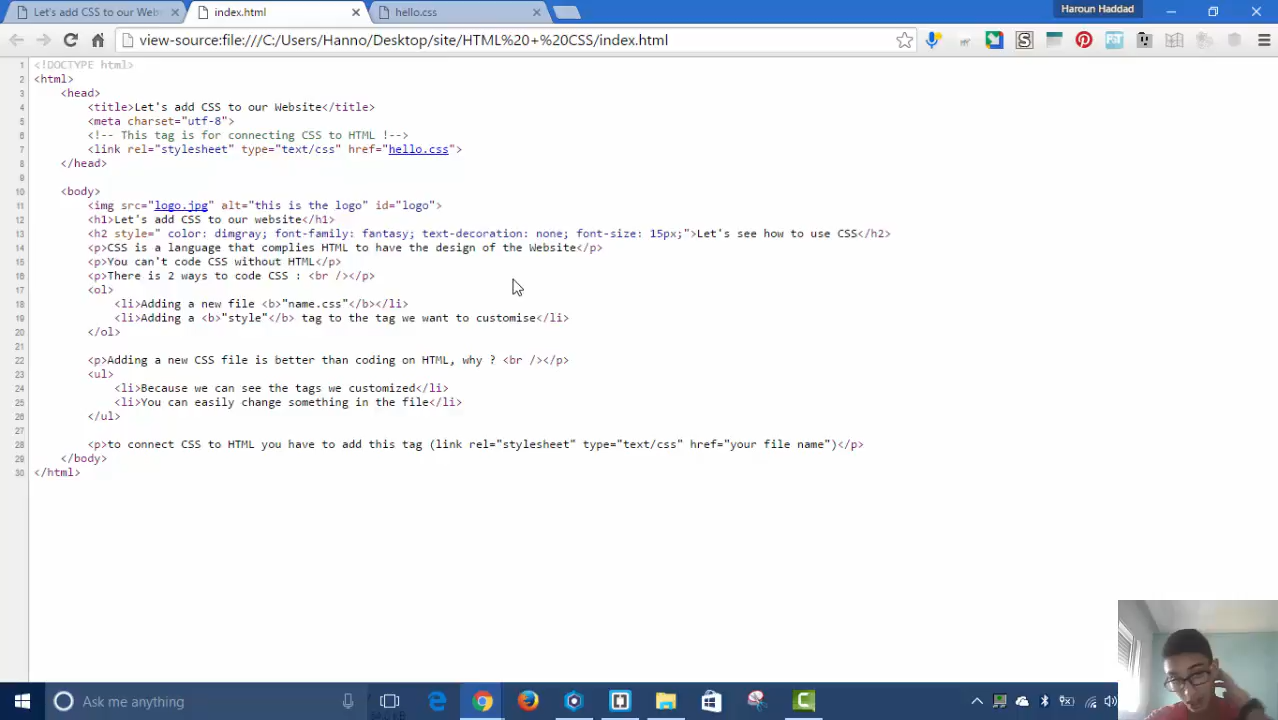 Let's add CSS to our Web
index.html
hello.css
Haroun Haddad
view-source:file:///C:/Users/Hanno/Desktop/site/HTML%20+%20CSS/index.html
1 <!DOCTYPE html>
2 <html>
3 <head>
4 <title>Let's add CSS to our Website</title>
5 <meta charset="utf-8">
6 <!-- This tag is for connecting CSS to HTML !-->
7 <link rel="stylesheet" type="text/css" href="hello.css">
8 </head>
9
10 <body>
11 <img src="logo.jpg" alt="this is the logo" id="logo">
12 <h1>Let's add CSS to our website</h1>
13 <h2 style=" color: dimgray; font-family: fantasy; text-decoration: none; font-size: 15px;">Let's see how to use CSS</h2>
14 <p>CSS is a language that complies HTML to have the design of the Website</p>
15 <p>You can't code CSS without HTML</p>
16 <p>There is 2 ways to code CSS : <br /></p>
17 <ol>
18 <li>Adding a new file <b>"name.css"</b></li>
19 <li>Adding a <b>"style"</b> tag to the tag we want to customise</li>
20 </ol>
21
22 <p>Adding a new CSS file is better than coding on HTML, why ? <br /></p>
23 <ul>
24 <li>Because we can see the tags we customized</li>
25 <li>You can easily change something in the file</li>
26 </ul>
27
28 <p>to connect CSS to HTML you have to add this tag (link rel="stylesheet" type="text/css" href="your file name")</p>
29 </body>
30 </html>
Ask me anything